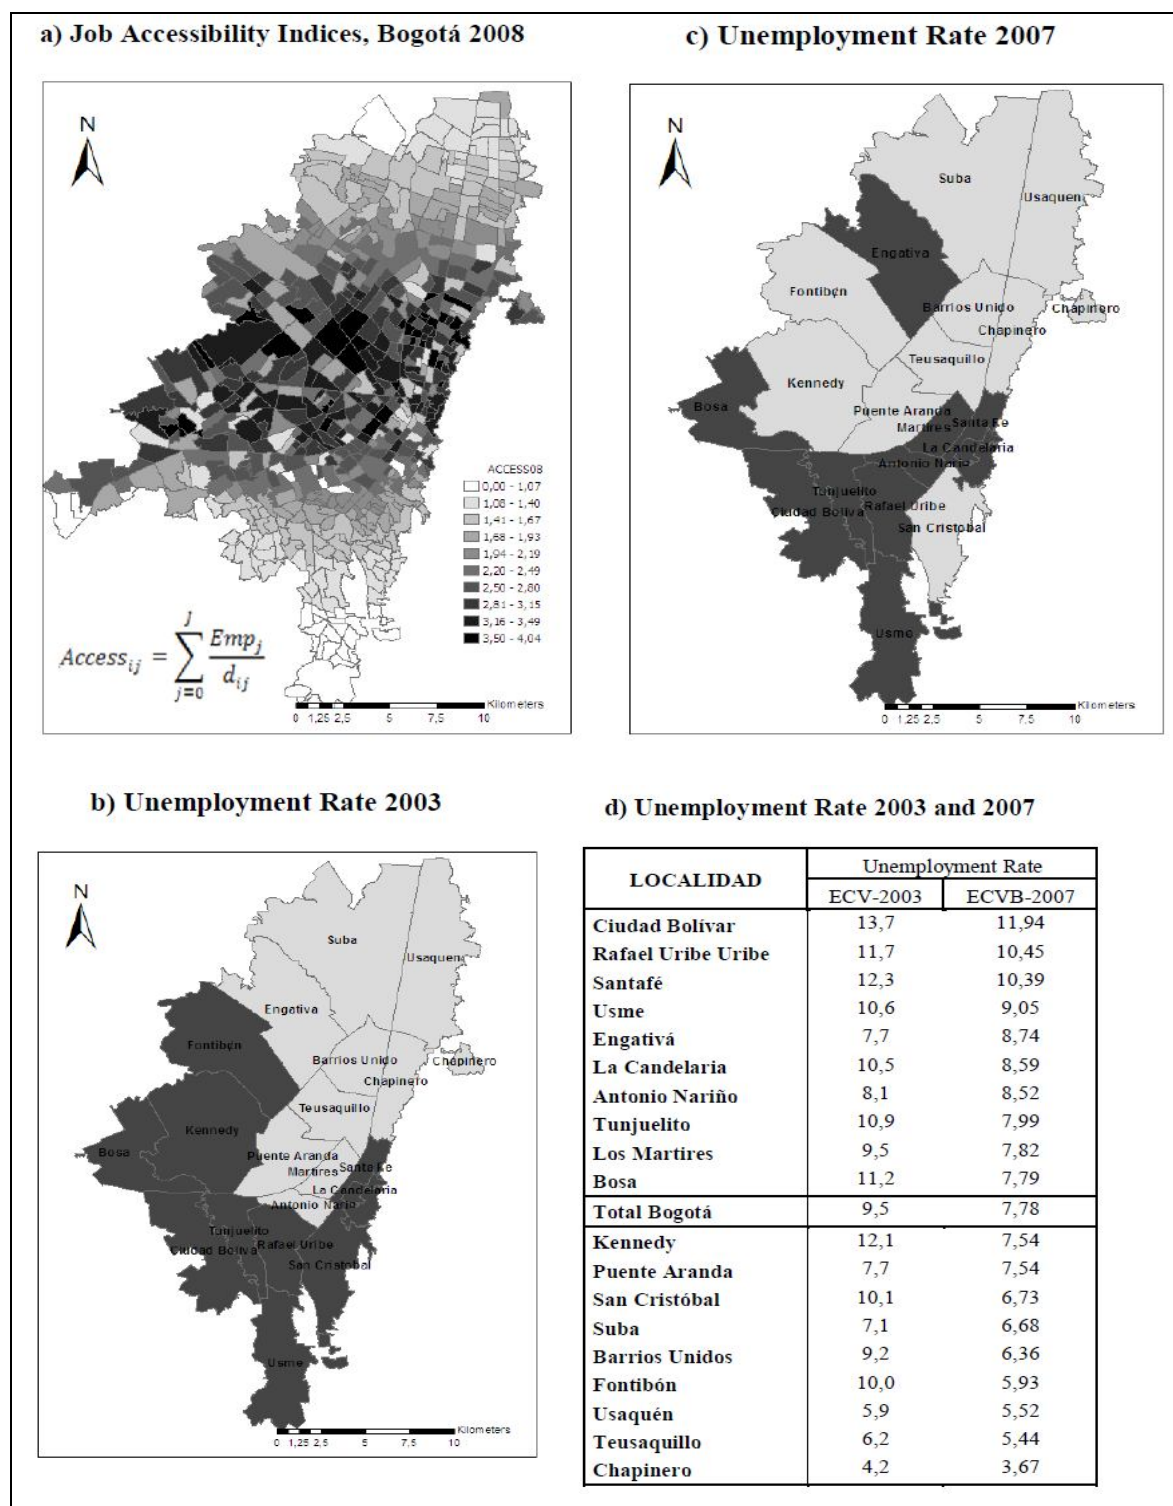 a) Job Accessibility Indices, Bogotá 2008
N
ACCESS08
0,00 - 1,07
1,08 - 1,40
1,41 - 1,67
1,68 - 1,93
1,94 - 2,19
2,20 - 2,49
2,50 - 2,80
2,81 - 3,15
3,16 - 3,49
3,50 - 4,04
Access_{ij} = \sum_{j=0}^{J} \frac{Emp_j}{d_{ij}}
Kilometers
0 1,25 2,5 5 7,5 10
c) Unemployment Rate 2007
N
Suba
Usaquen
Engativa
Fontibón
Barrios Unido
Chapinero
Chapinero
Teusaquillo
Kennedy
Bosa
Puente Aranda
Martires
Santa Fe
La Candelaria
Antonio Nario
Tunjuelito
Ciudad Boliva
Rafael Uribe
San Cristobal
Usme
Kilometers
0 1,25 2,5 5 7,5 10
b) Unemployment Rate 2003
N
Suba
Usaquen
Engativa
Fontibón
Barrios Unido
Chapinero
Chapinero
Teusaquillo
Kennedy
Bosa
Puente Aranda
Martires
Santa Fe
La Candelaria
Antonio Nario
Tunjuelito
Ciudad Boliva
Rafael Uribe
San Cristobal
Usme
Kilometers
0 1,25 2,5 5 7,5 10
d) Unemployment Rate 2003 and 2007
LOCALIDAD Unemployment Rate
ECV-2003 ECVB-2007
Ciudad Bolívar 13,7 11,94
Rafael Uribe Uribe 11,7 10,45
Santafé 12,3 10,39
Usme 10,6 9,05
Engativá 7,7 8,74
La Candelaria 10,5 8,59
Antonio Nariño 8,1 8,52
Tunjuelito 10,9 7,99
Los Martires 9,5 7,82
Bosa 11,2 7,79
Total Bogotá 9,5 7,78
Kennedy 12,1 7,54
Puente Aranda 7,7 7,54
San Cristóbal 10,1 6,73
Suba 7,1 6,68
Barrios Unidos 9,2 6,36
Fontibón 10,0 5,93
Usaquén 5,9 5,52
Teusaquillo 6,2 5,44
Chapinero 4,2 3,67